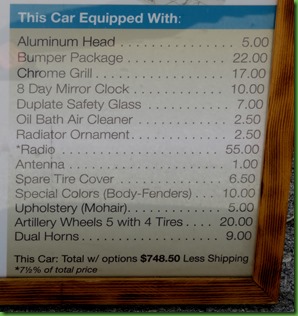 This Car Equipped With:
Aluminum Head . . . . . . . . . . . . . . . 5.00
Bumper Package . . . . . . . . . . . . . 22.00
Chrome Grill . . . . . . . . . . . . . . . . . 17.00
8 Day Mirror Clock . . . . . . . . . . . . 10.00
Duplate Safety Glass . . . . . . . . . . 7.00
Oil Bath Air Cleaner . . . . . . . . . . . 2.50
Radiator Ornament. . . . . . . . . . . . 2.50
*Radio . . . . . . . . . . . . . . . . . . . . . 55.00
Antenna . . . . . . . . . . . . . . . . . . . . 1.00
Spare Tire Cover . . . . . . . . . . . . . 6.50
Special Colors (Body-Fenders) . . . 10.00
Upholstery (Mohair). . . . . . . . . . . 5.00
Artillery Wheels 5 with 4 Tires . . . . 20.00
Dual Horns . . . . . . . . . . . . . . . . . . 9.00
This Car: Total w/ options $748.50 Less Shipping
*7½% of total price